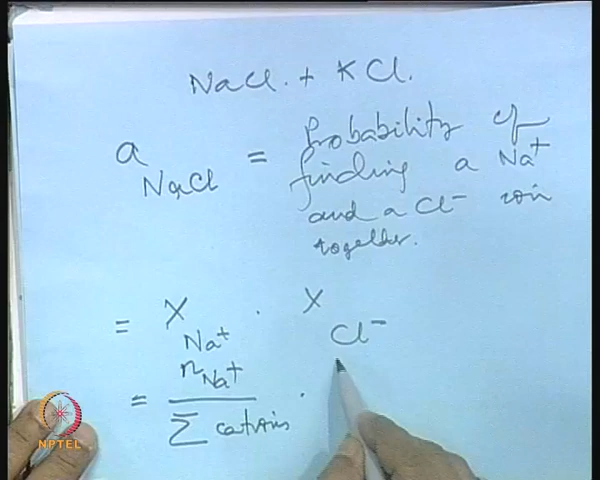 NaCl. + KCl.
a NaCl = Probability of
finding a Na⁺
and a Cl⁻ ion
together.
= X Na⁺ . X Cl⁻
= n Na⁺ / Σ cations .
NPTEL